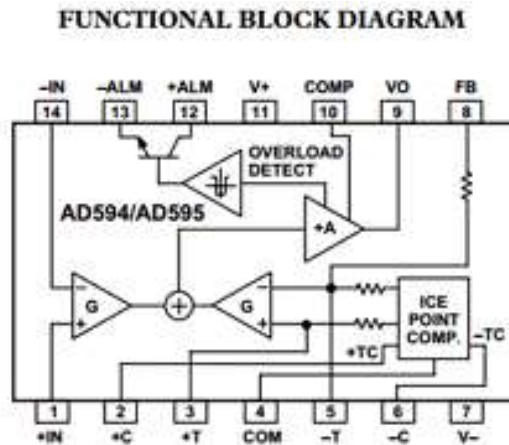 FUNCTIONAL BLOCK DIAGRAM
–IN –ALM +ALM V+ COMP VO FB
14 13 12 11 10 9 8
OVERLOAD
DETECT
AD594/AD595
+A
– G +
+
– G +
ICE
POINT
COMP.
–TC
+TC
1 2 3 4 5 6 7
+IN +C +T COM –T –C V–